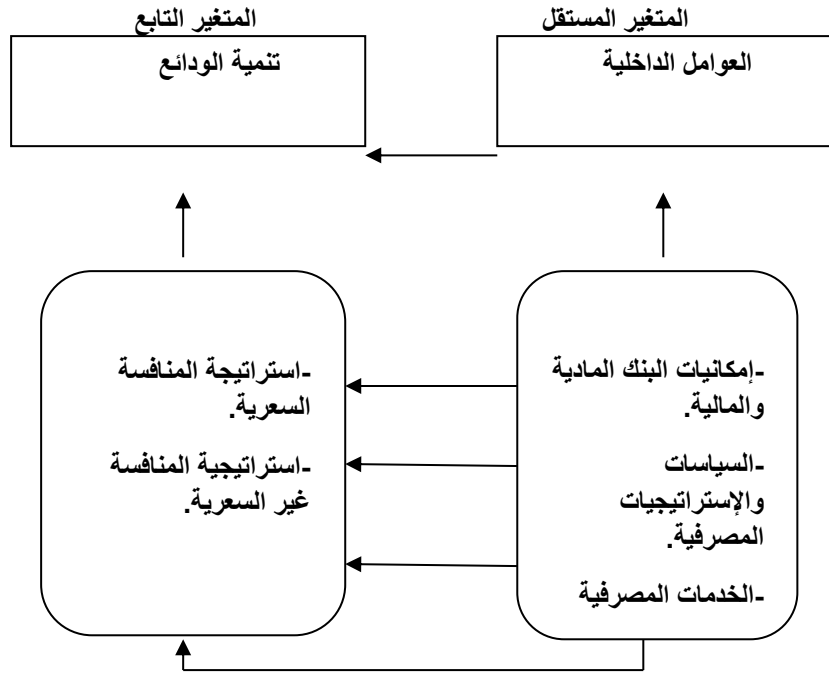 المتغير المستقل
المتغير التابع
العوامل الداخلية
تنمية الودائع
-إمكانيات البنك المادية
والمالية.
-السياسات
والإستراتيجيات
المصرفية.
-الخدمات المصرفية
-استراتيجة المنافسة
السعرية.
-استراتيجية المنافسة
غير السعرية.